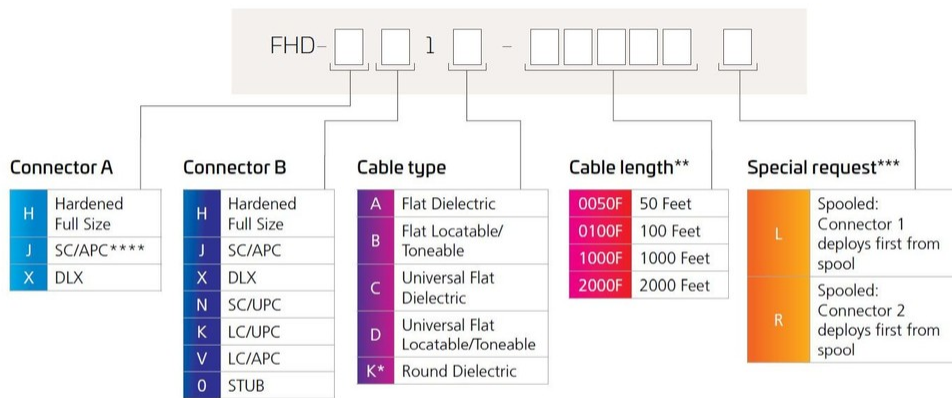 FHD- 1 -
Connector A
H Hardened
Full Size
J SC/APC****
X DLX
Connector B
H Hardened
Full Size
J SC/APC
X DLX
N SC/UPC
K LC/UPC
V LC/APC
0 STUB
Cable type
A Flat Dielectric
B Flat Locatable/
Toneable
C Universal Flat
Dielectric
D Universal Flat
Locatable/Toneable
K* Round Dielectric
Cable length**
0050F 50 Feet
0100F 100 Feet
1000F 1000 Feet
2000F 2000 Feet
Special request***
L Spooled:
Connector 1
deploys first from
spool
R Spooled:
Connector 2
deploys first from
spool